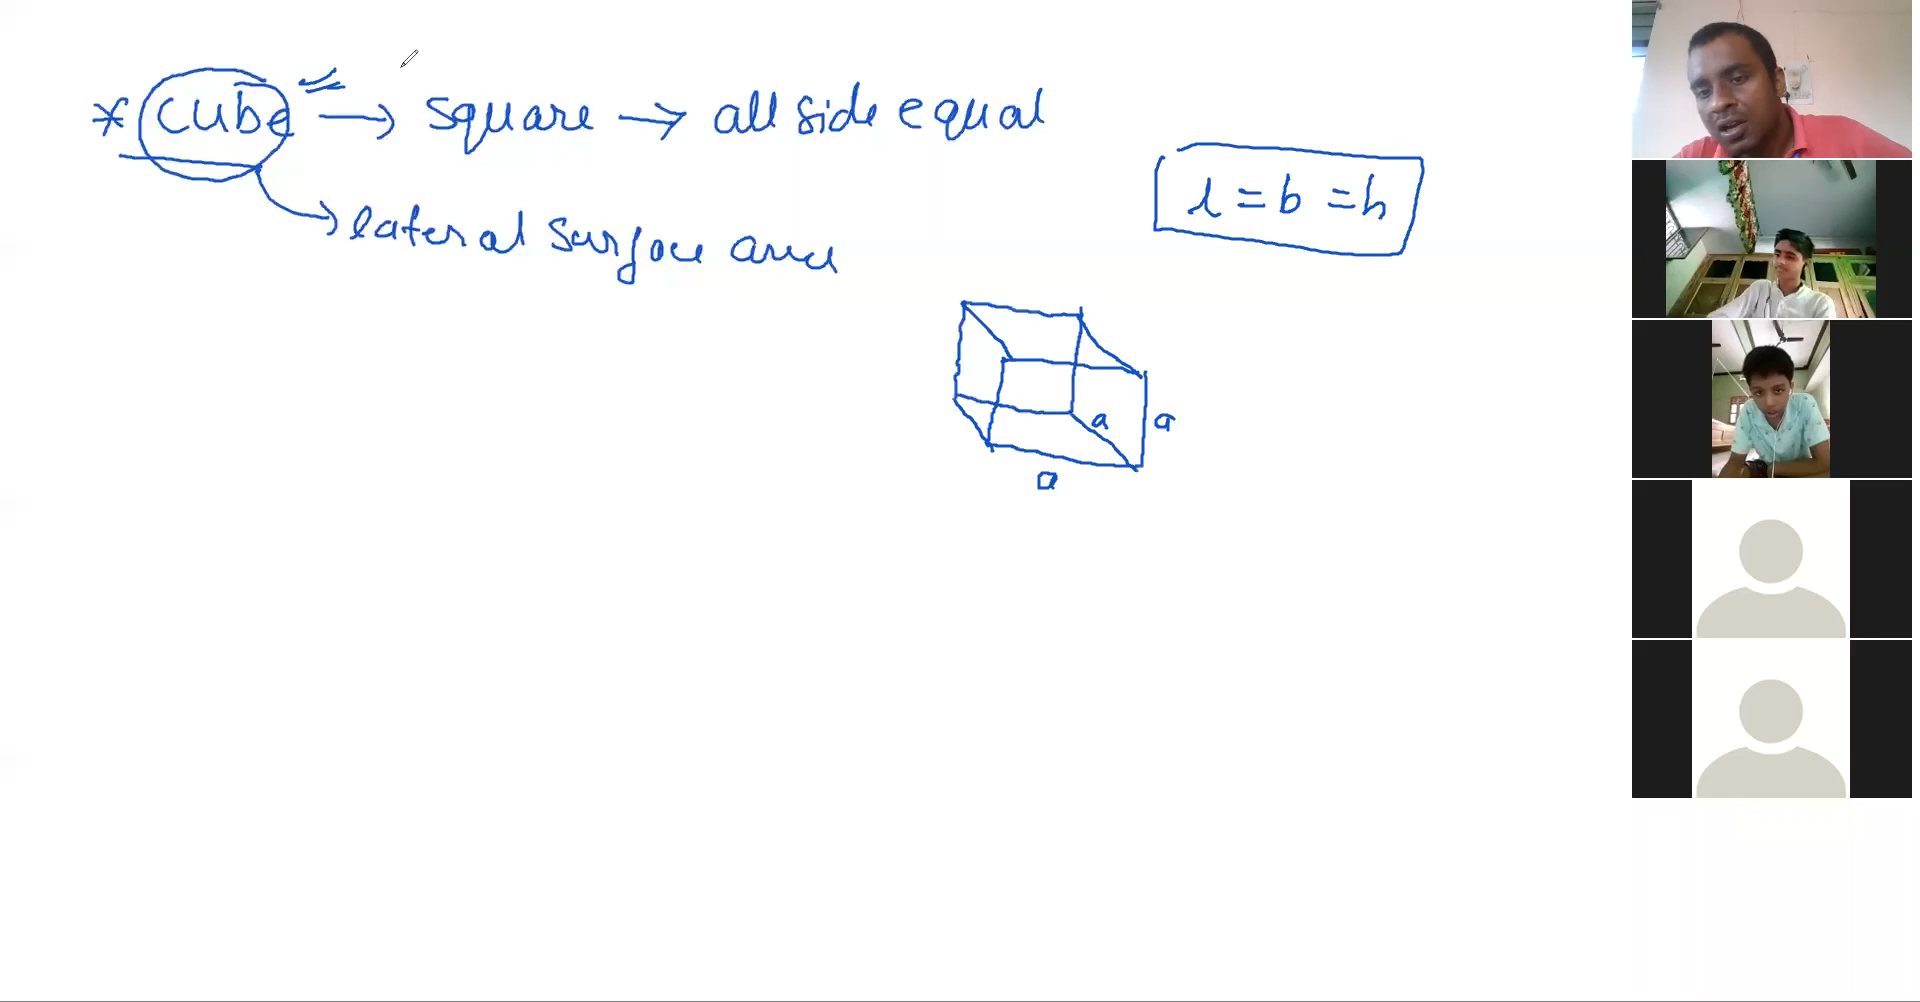 * cube → square → all side equal
l = b = h
lateral surface area
a
a
a